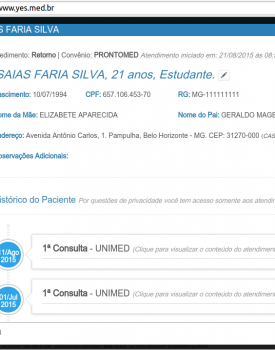 www.yes.med.br
S FARIA SILVA
edimento: Retorno | Convênio: PRONTOMED Atendimento iniciado em: 21/08/2015 às 08:
SAIAS FARIA SILVA, 21 anos, Estudante.
ascimento: 10/07/1994 CPF: 657.106.453-70 RG: MG-111111111
ome da Mãe: ELIZABETE APARECIDA Nome do Pai: GERALDO MAGE
ndereço: Avenida Antônio Carlos, 1. Pampulha, Belo Horizonte - MG. CEP: 31270-000 (CAS
bservações Adicionais:
istórico do Paciente Por questões de privacidade você tem acesso somente aos atendim
1ª Consulta - UNIMED (Clique para visualizar o conteúdo do atendimen
1/Ago
2015
1ª Consulta - UNIMED (Clique para visualizar o conteúdo do atendime
01/Jul
2015